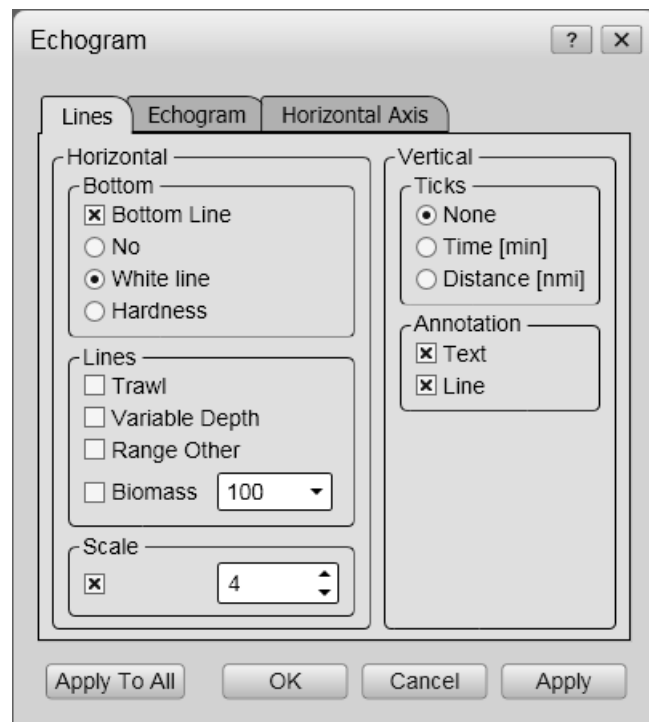 Echogram
?
Lines
Echogram
Horizontal Axis
Horizontal
Bottom
Bottom Line
No
White line
Hardness
Lines
Trawl
Variable Depth
Range Other
Biomass 100
Scale
4
Vertical
Ticks
None
Time [min]
Distance [nmi]
Annotation
Text
Line
Apply To All
OK
Cancel
Apply